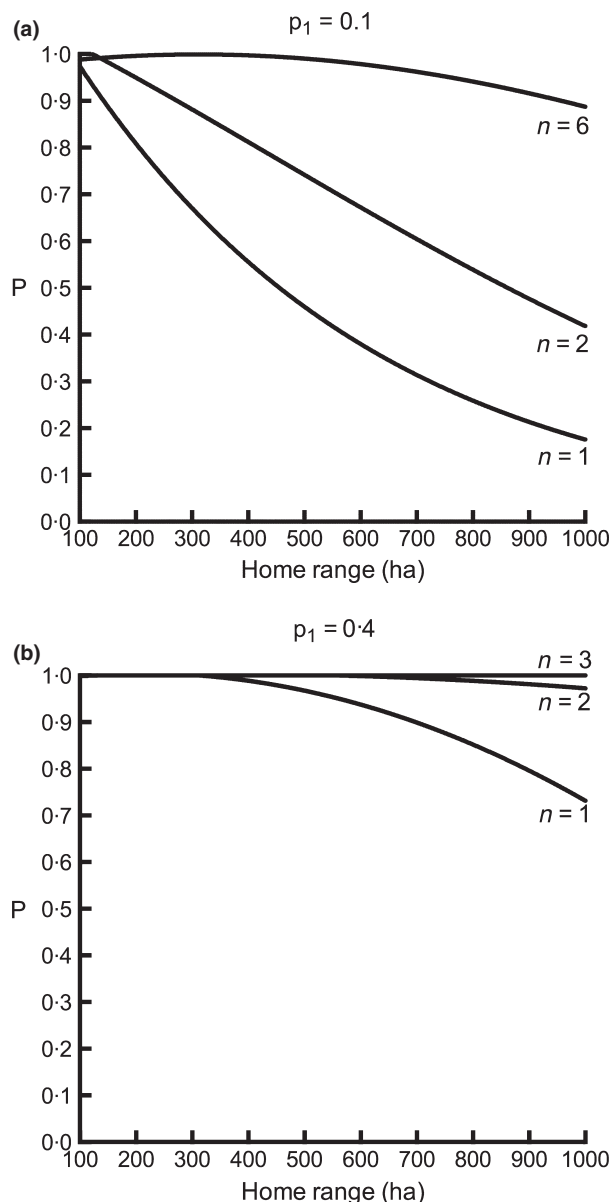 (a)
p₁ = 0.1
1·0
0·9
0·8
0·7
0·6
P 0·5
0·4
0·3
0·2
0·1
0·0
n = 6
n = 2
n = 1
100 200 300 400 500 600 700 800 900 1000
Home range (ha)
(b)
p₁ = 0·4
1·0
0·9
0·8
0·7
0·6
P 0·5
0·4
0·3
0·2
0·1
0·0
n = 3
n = 2
n = 1
100 200 300 400 500 600 700 800 900 1000
Home range (ha)